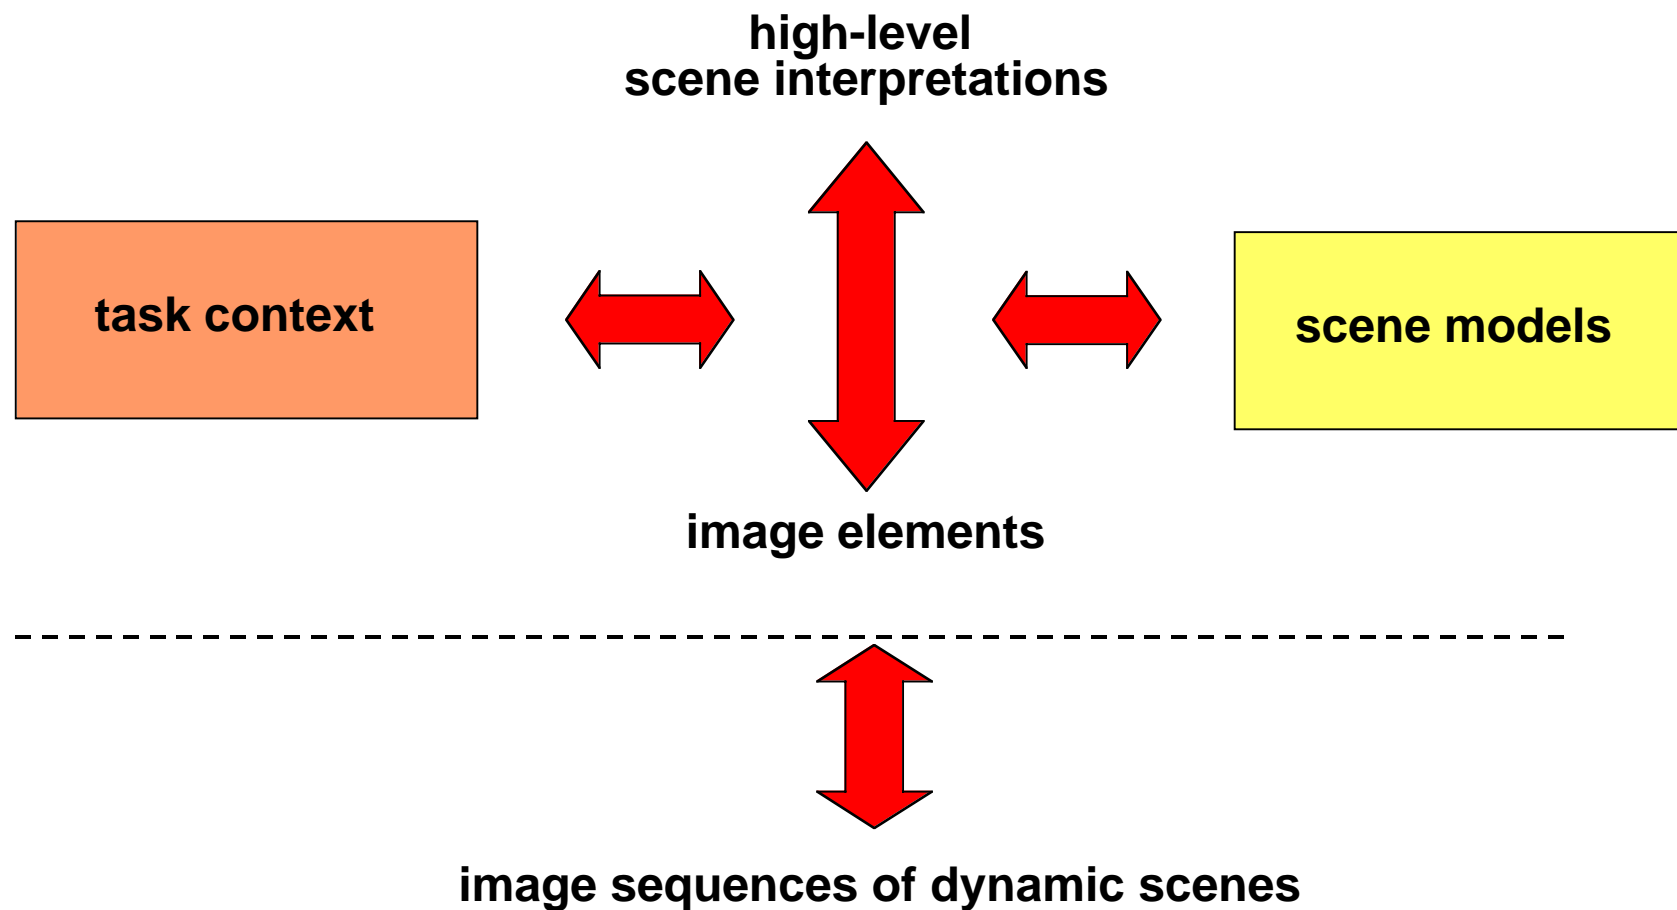 high-level
scene interpretations
task context
scene models
image elements
image sequences of dynamic scenes